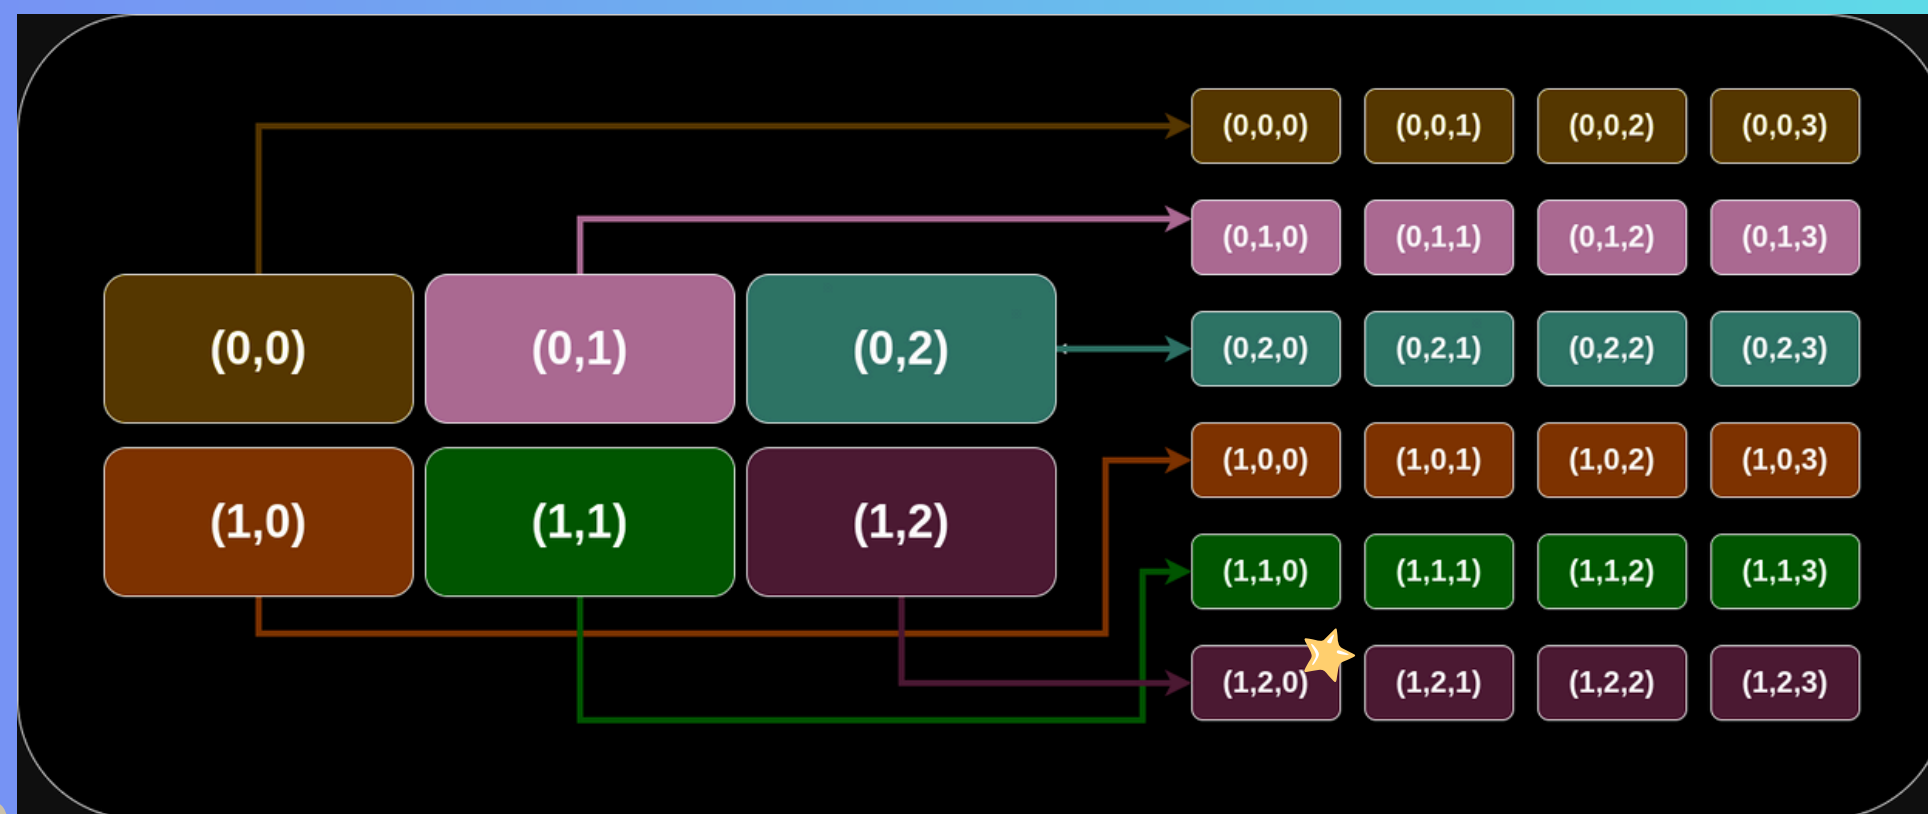 (0,0,0) (0,0,1) (0,0,2) (0,0,3)
(0,1,0) (0,1,1) (0,1,2) (0,1,3)
(0,0) (0,1) (0,2) (0,2,0) (0,2,1) (0,2,2) (0,2,3)
(1,0,0) (1,0,1) (1,0,2) (1,0,3)
(1,0) (1,1) (1,2)
(1,1,0) (1,1,1) (1,1,2) (1,1,3)
(1,2,0) (1,2,1) (1,2,2) (1,2,3)